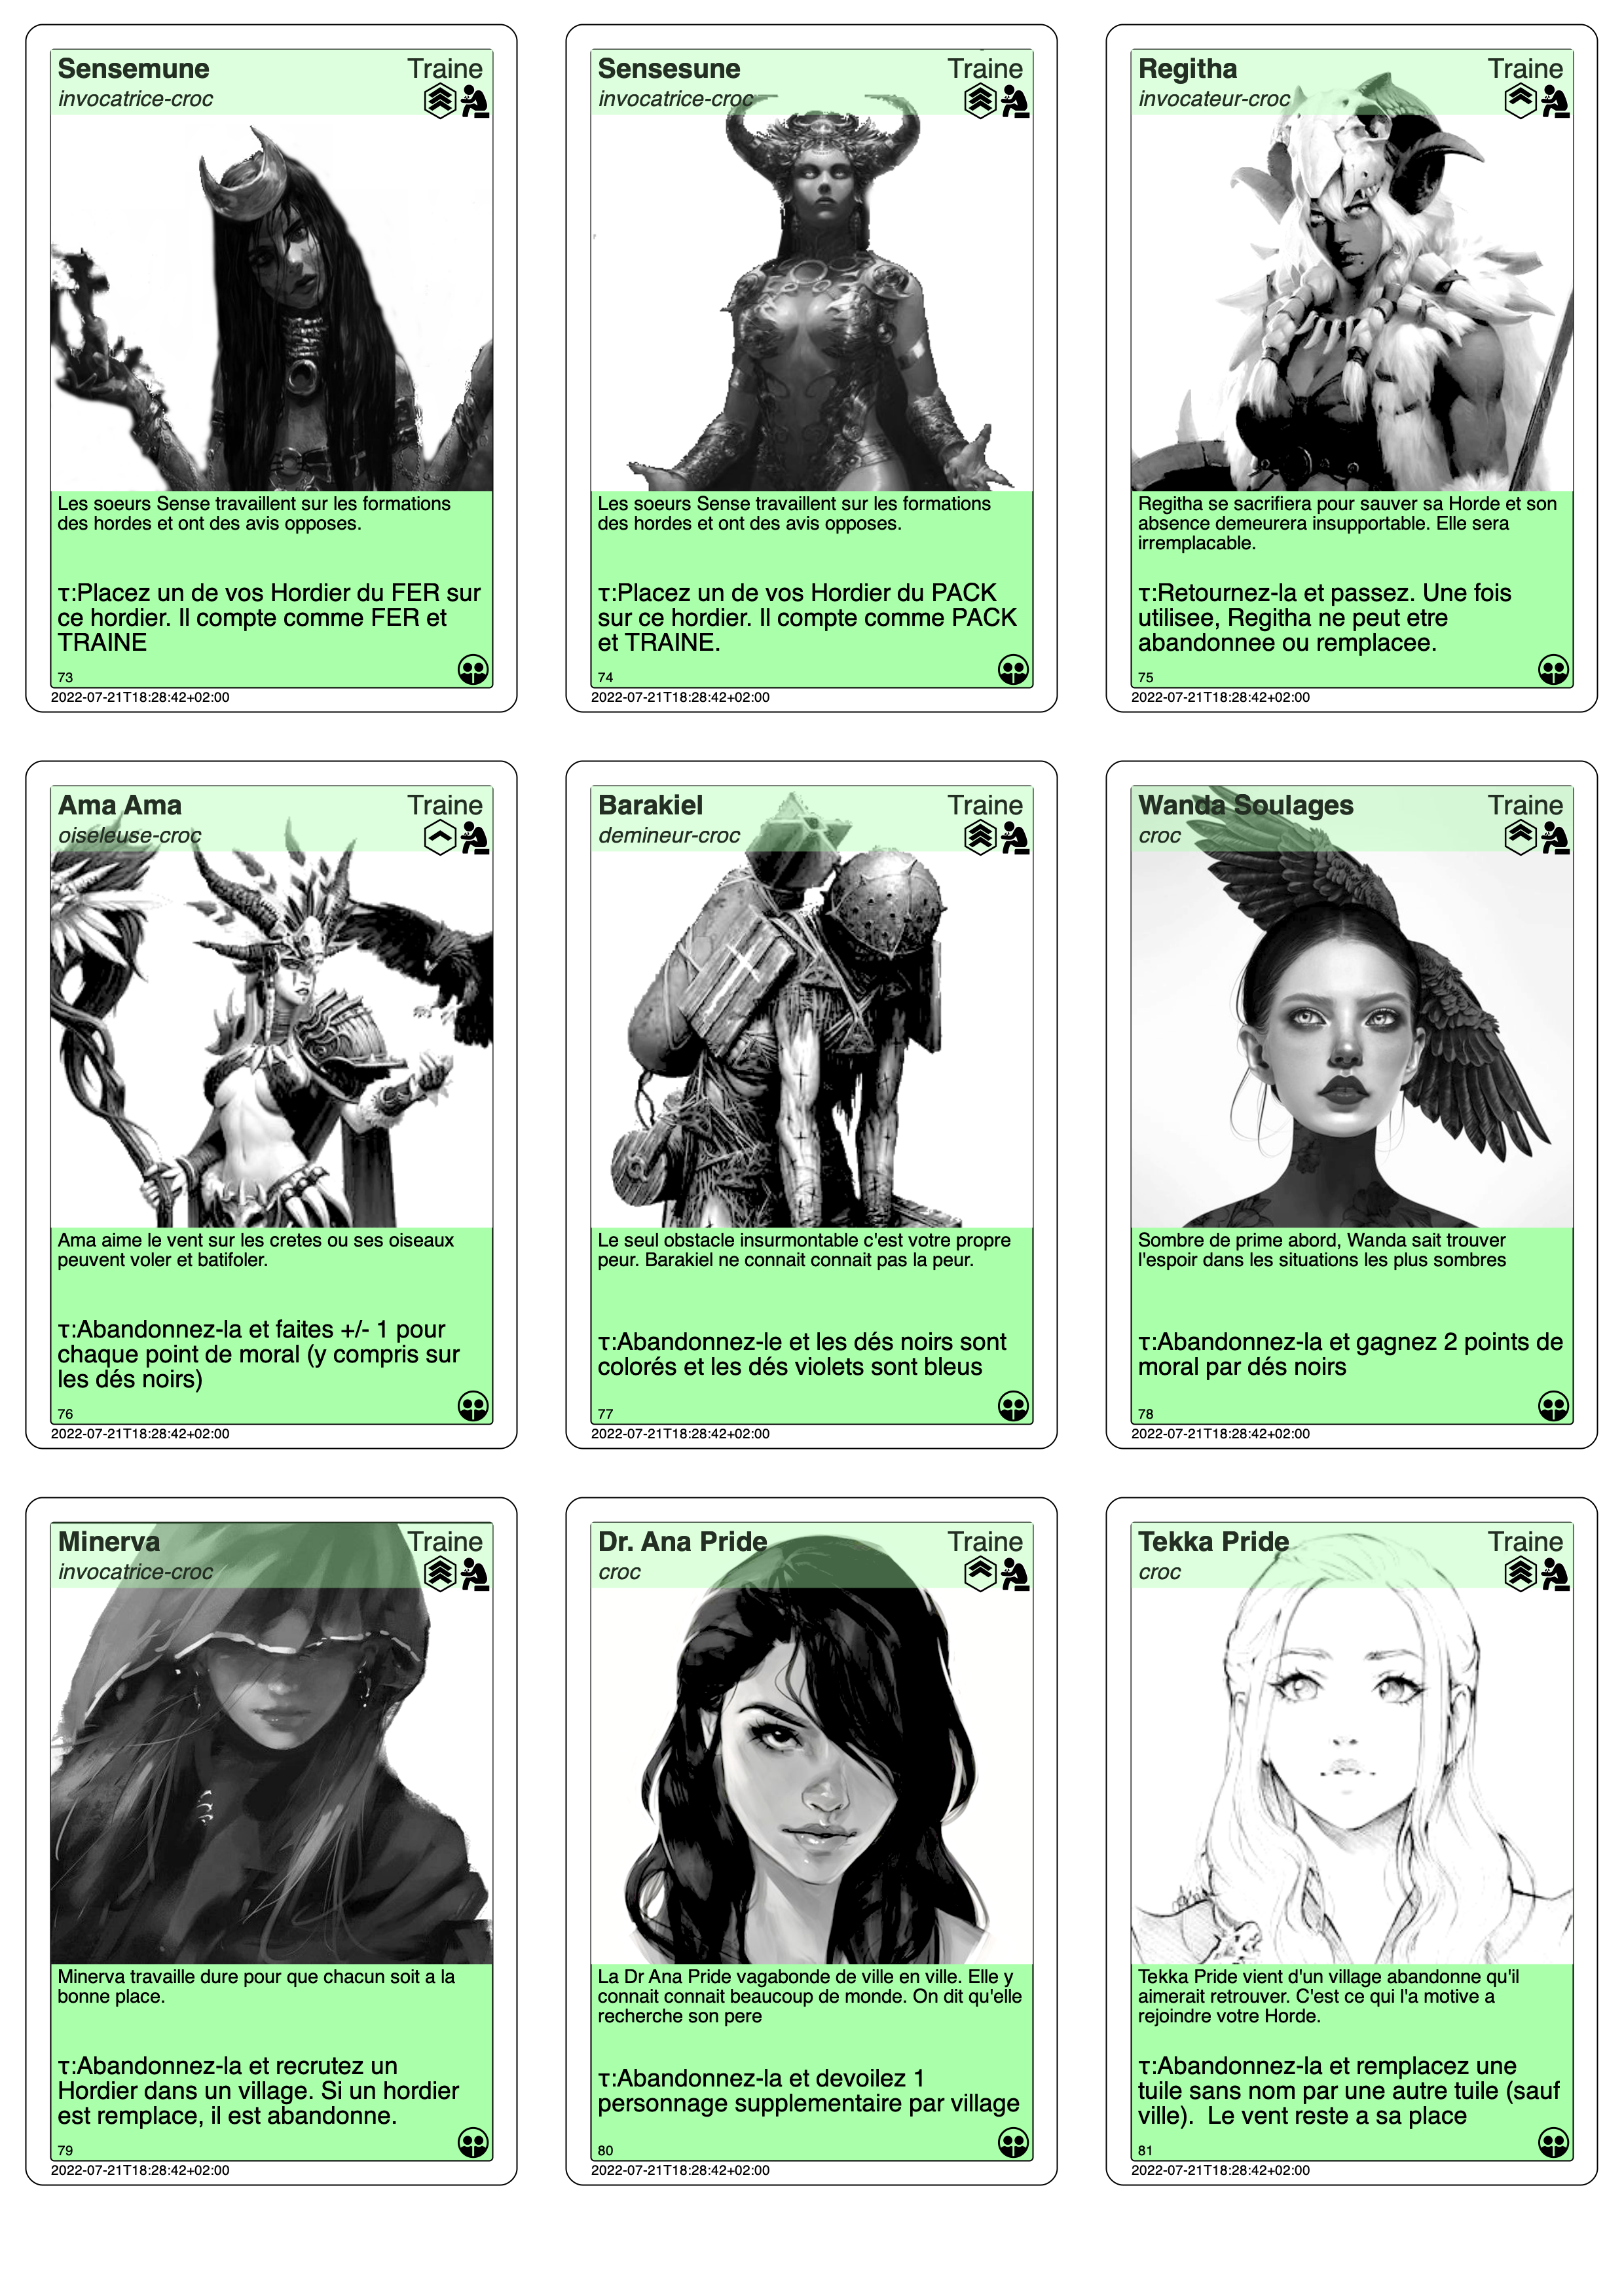 Sensemune Traine
invocatrice-croc
Les soeurs Sense travaillent sur les formations
des hordes et ont des avis opposes.
τ:Placez un de vos Hordier du FER sur
ce hordier. Il compte comme FER et
TRAINE
73
2022-07-21T18:28:42+02:00
Sensesune Traine
invocatrice-croc
Les soeurs Sense travaillent sur les formations
des hordes et ont des avis opposes.
τ:Placez un de vos Hordier du PACK
sur ce hordier. Il compte comme PACK
et TRAINE.
74
2022-07-21T18:28:42+02:00
Regitha Traine
invocateur-croc
Regitha se sacrifiera pour sauver sa Horde et son
absence demeurera insupportable. Elle sera
irremplacable.
τ:Retournez-la et passez. Une fois
utilisee, Regitha ne peut etre
abandonnee ou remplacee.
75
2022-07-21T18:28:42+02:00
Ama Ama Traine
oiseleuse-croc
Ama aime le vent sur les cretes ou ses oiseaux
peuvent voler et batifoler.
τ:Abandonnez-la et faites +/- 1 pour
chaque point de moral (y compris sur
les dés noirs)
76
2022-07-21T18:28:42+02:00
Barakiel Traine
demineur-croc
Le seul obstacle insurmontable c'est votre propre
peur. Barakiel ne connait connait pas la peur.
τ:Abandonnez-le et les dés noirs sont
colorés et les dés violets sont bleus
77
2022-07-21T18:28:42+02:00
Wanda Soulages Traine
croc
Sombre de prime abord, Wanda sait trouver
l'espoir dans les situations les plus sombres
τ:Abandonnez-la et gagnez 2 points de
moral par dés noirs
78
2022-07-21T18:28:42+02:00
Minerva Traine
invocatrice-croc
Minerva travaille dure pour que chacun soit a la
bonne place.
τ:Abandonnez-la et recrutez un
Hordier dans un village. Si un hordier
est remplace, il est abandonne.
79
2022-07-21T18:28:42+02:00
Dr. Ana Pride Traine
croc
La Dr Ana Pride vagabonde de ville en ville. Elle y
connait connait beaucoup de monde. On dit qu'elle
recherche son pere
τ:Abandonnez-la et devoilez 1
personnage supplementaire par village
80
2022-07-21T18:28:42+02:00
Tekka Pride Traine
croc
Tekka Pride vient d'un village abandonne qu'il
aimerait retrouver. C'est ce qui l'a motive a
rejoindre votre Horde.
τ:Abandonnez-la et remplacez une
tuile sans nom par une autre tuile (sauf
ville).  Le vent reste a sa place
81
2022-07-21T18:28:42+02:00